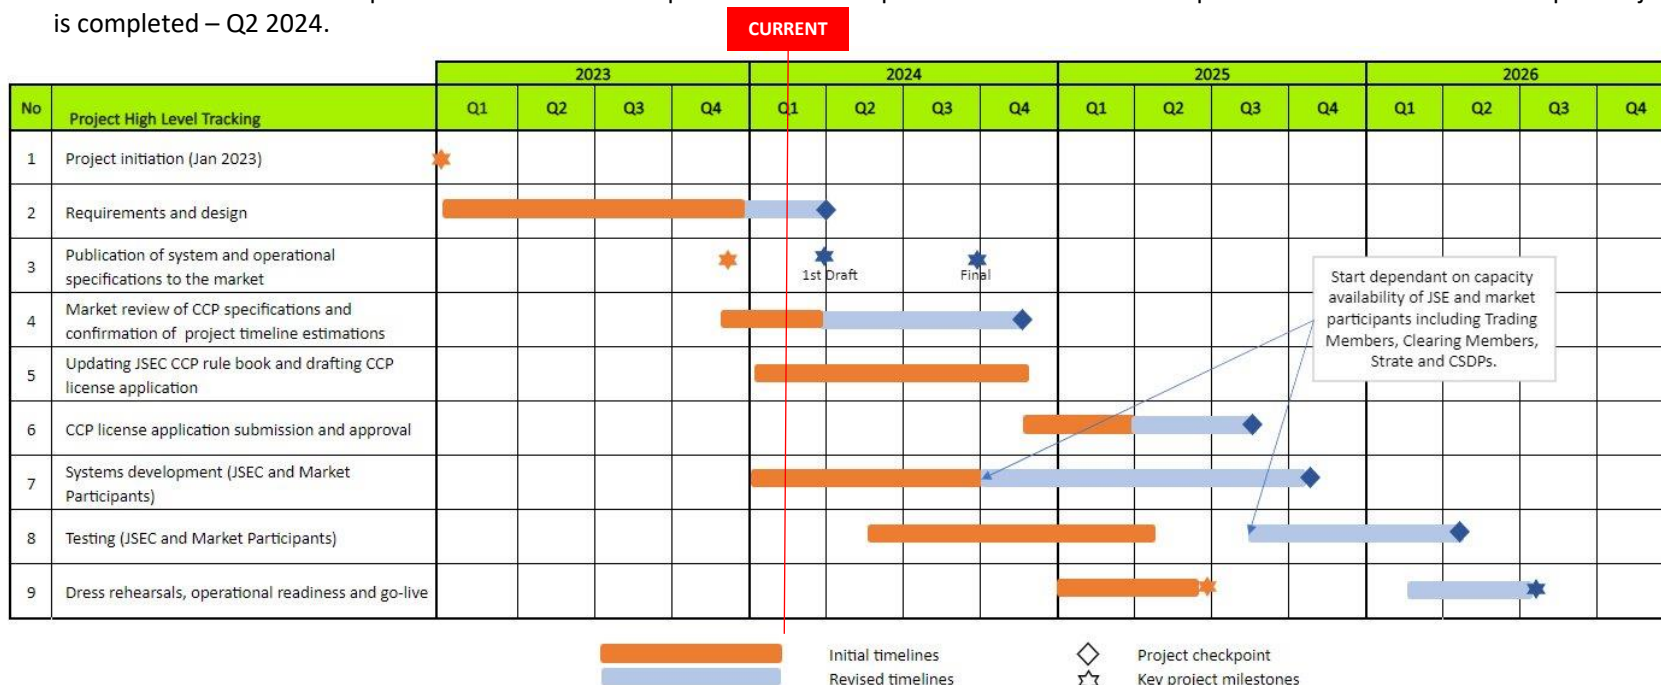 is completed – Q2 2024.
CURRENT
2023 2024 2025 2026
No Project High Level Tracking Q1 Q2 Q3 Q4 Q1 Q2 Q3 Q4 Q1 Q2 Q3 Q4 Q1 Q2 Q3 Q4
1 Project initiation (Jan 2023)
2 Requirements and design
3 Publication of system and operational
specifications to the market
1st Draft Final
4 Market review of CCP specifications and
confirmation of project timeline estimations
5 Updating JSEC CCP rule book and drafting CCP
license application
6 CCP license application submission and approval
7 Systems development (JSEC and Market
Participants)
8 Testing (JSEC and Market Participants)
9 Dress rehearsals, operational readiness and go-live
Start dependant on capacity
availability of JSE and market
participants including Trading
Members, Clearing Members,
Strate and CSDPs.
Initial timelines Project checkpoint
Revised timelines Key project milestones